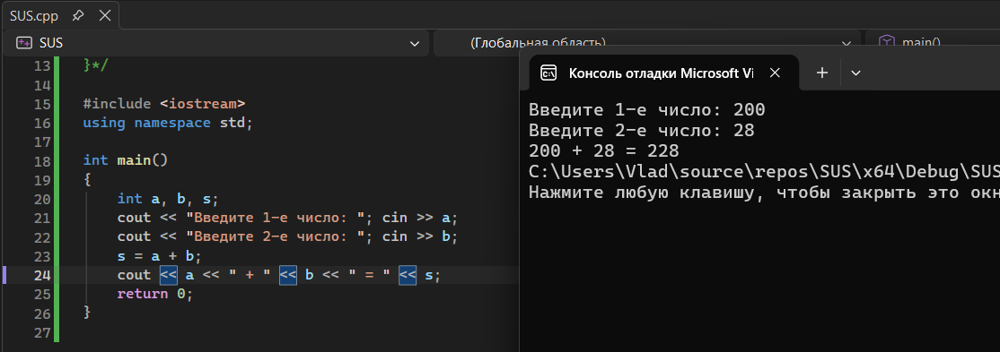 SUS.cpp
SUS
(Глобальная область)
main()
13 }*/
14
15 #include <iostream>
16 using namespace std;
17
18 int main()
19 {
20 int a, b, s;
21 cout << "Введите 1-е число: "; cin >> a;
22 cout << "Введите 2-е число: "; cin >> b;
23 s = a + b;
24 cout << a << " + " << b << " = " << s;
25 return 0;
26 }
27
Консоль отладки Microsoft Vi
Введите 1-е число: 200
Введите 2-е число: 28
200 + 28 = 228
C:\Users\Vlad\source\repos\SUS\x64\Debug\SUS
Нажмите любую клавишу, чтобы закрыть это окн